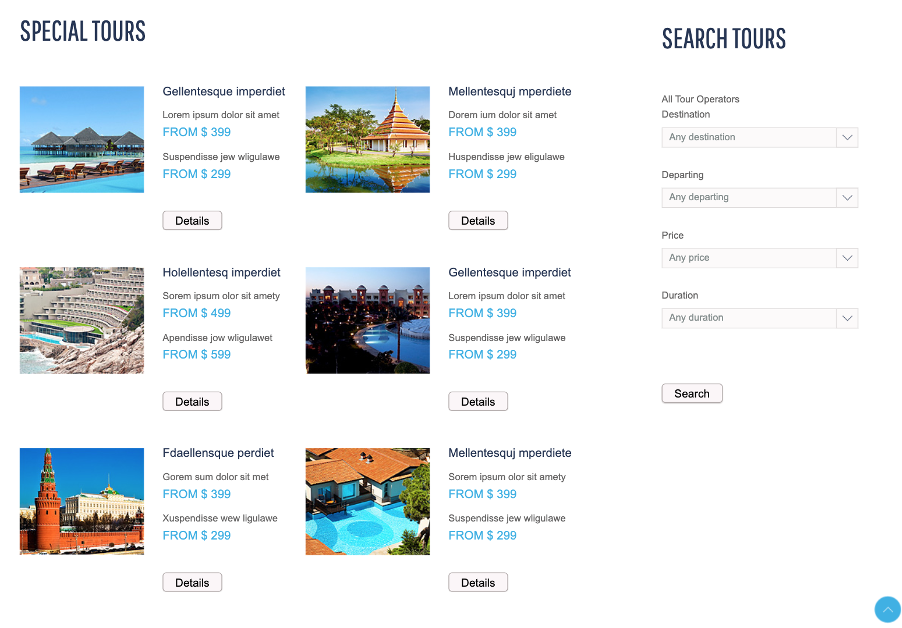 SPECIAL TOURS
Gellentesque imperdiet
Lorem ipsum dolor sit amet
FROM $ 399
Suspendisse jew wligulawe
FROM $ 299
Details
Mellentesquj mperdiete
Dorem ium dolor sit amet
FROM $ 399
Huspendisse jew eligulawe
FROM $ 299
Details
Holellentesq imperdiet
Sorem ipsum olor sit amety
FROM $ 499
Apendisse jow wligulawet
FROM $ 599
Details
Gellentesque imperdiet
Lorem ipsum dolor sit amet
FROM $ 399
Suspendisse jew wligulawe
FROM $ 299
Details
Fdaellensque perdiet
Gorem sum dolor sit met
FROM $ 399
Xuspendisse wew ligulawe
FROM $ 299
Details
Mellentesquj mperdiete
Sorem ipsum olor sit amety
FROM $ 399
Suspendisse jew wligulawe
FROM $ 299
Details
SEARCH TOURS
All Tour Operators
Destination
Any destination
Departing
Any departing
Price
Any price
Duration
Any duration
Search